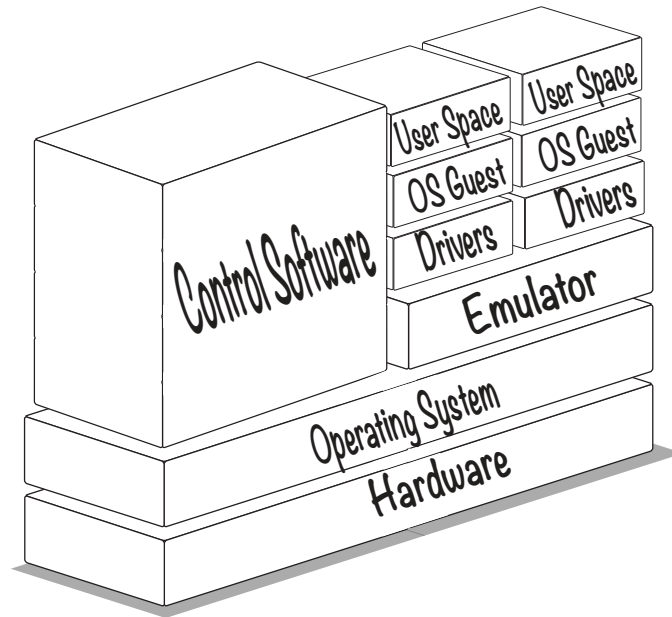 User Space
User Space
OS Guest
OS Guest
Drivers
Drivers
Control Software
Emulator
Operating System
Hardware